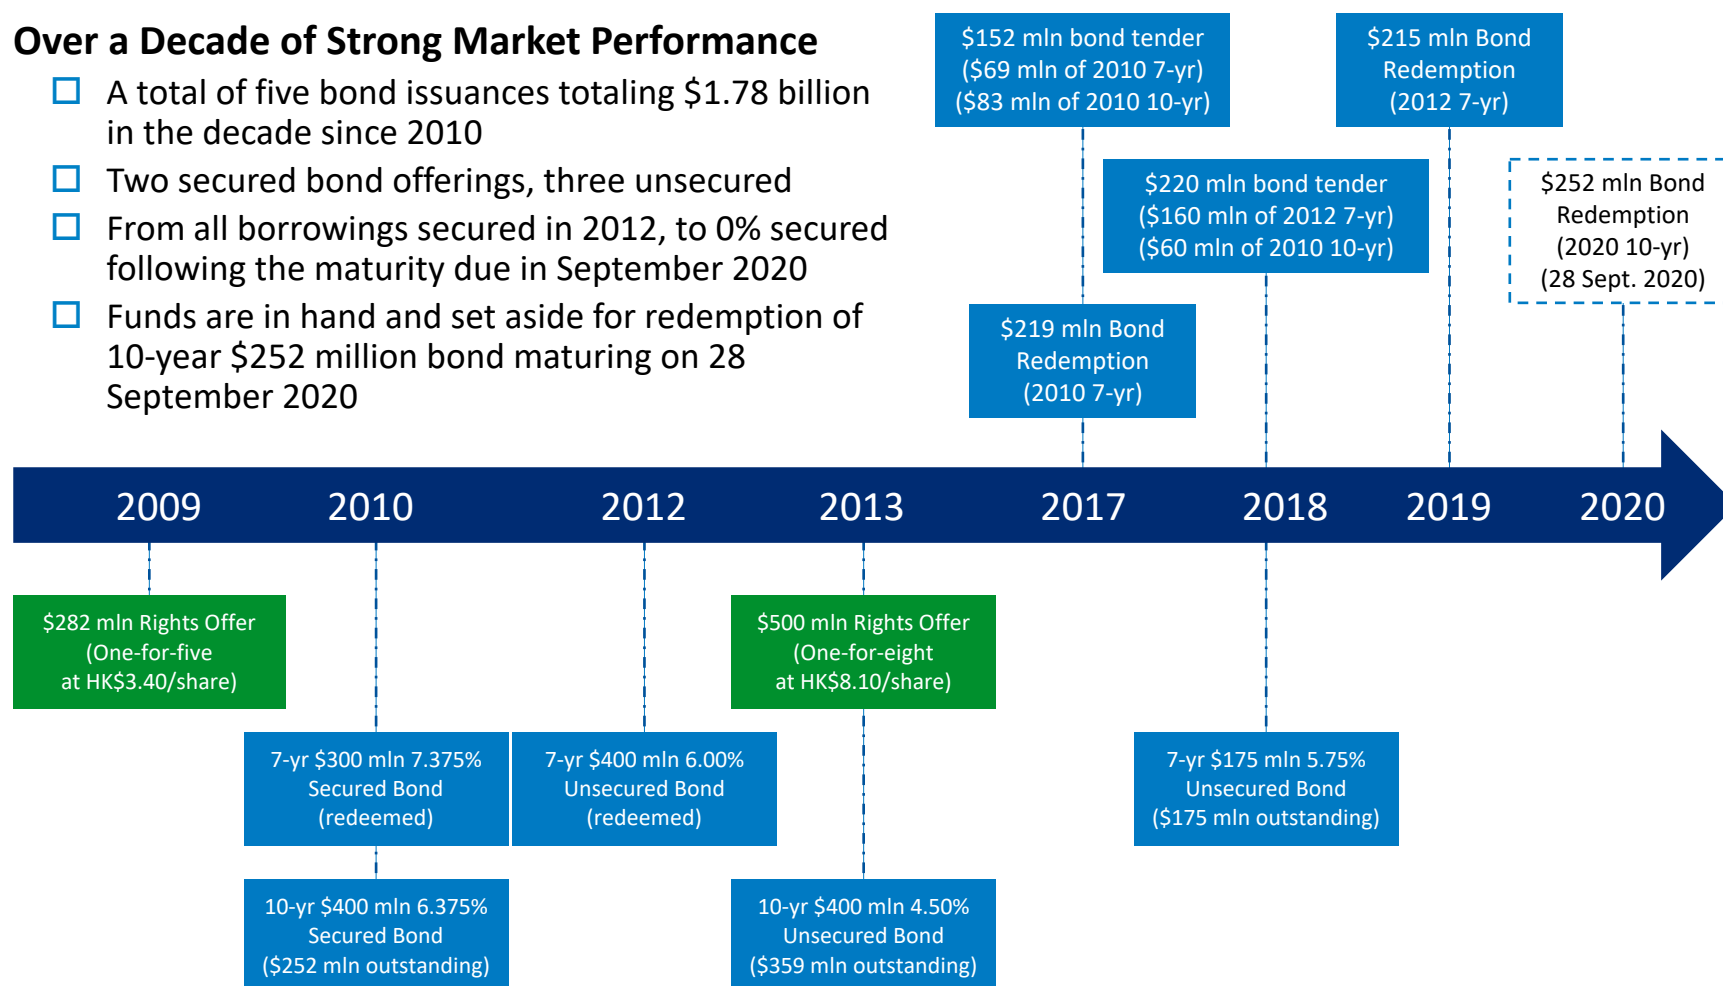 Over a Decade of Strong Market Performance
A total of five bond issuances totaling $1.78 billion
in the decade since 2010
Two secured bond offerings, three unsecured
From all borrowings secured in 2012, to 0% secured
following the maturity due in September 2020
Funds are in hand and set aside for redemption of
10-year $252 million bond maturing on 28
September 2020
$152 mln bond tender
($69 mln of 2010 7-yr)
($83 mln of 2010 10-yr)
$215 mln Bond
Redemption
(2012 7-yr)
$220 mln bond tender
($160 mln of 2012 7-yr)
($60 mln of 2010 10-yr)
$252 mln Bond
Redemption
(2020 10-yr)
(28 Sept. 2020)
$219 mln Bond
Redemption
(2010 7-yr)
2009 2010 2012 2013 2017 2018 2019 2020
$282 mln Rights Offer
(One-for-five
at HK$3.40/share)
$500 mln Rights Offer
(One-for-eight
at HK$8.10/share)
7-yr $300 mln 7.375%
Secured Bond
(redeemed)
7-yr $400 mln 6.00%
Unsecured Bond
(redeemed)
7-yr $175 mln 5.75%
Unsecured Bond
($175 mln outstanding)
10-yr $400 mln 6.375%
Secured Bond
($252 mln outstanding)
10-yr $400 mln 4.50%
Unsecured Bond
($359 mln outstanding)